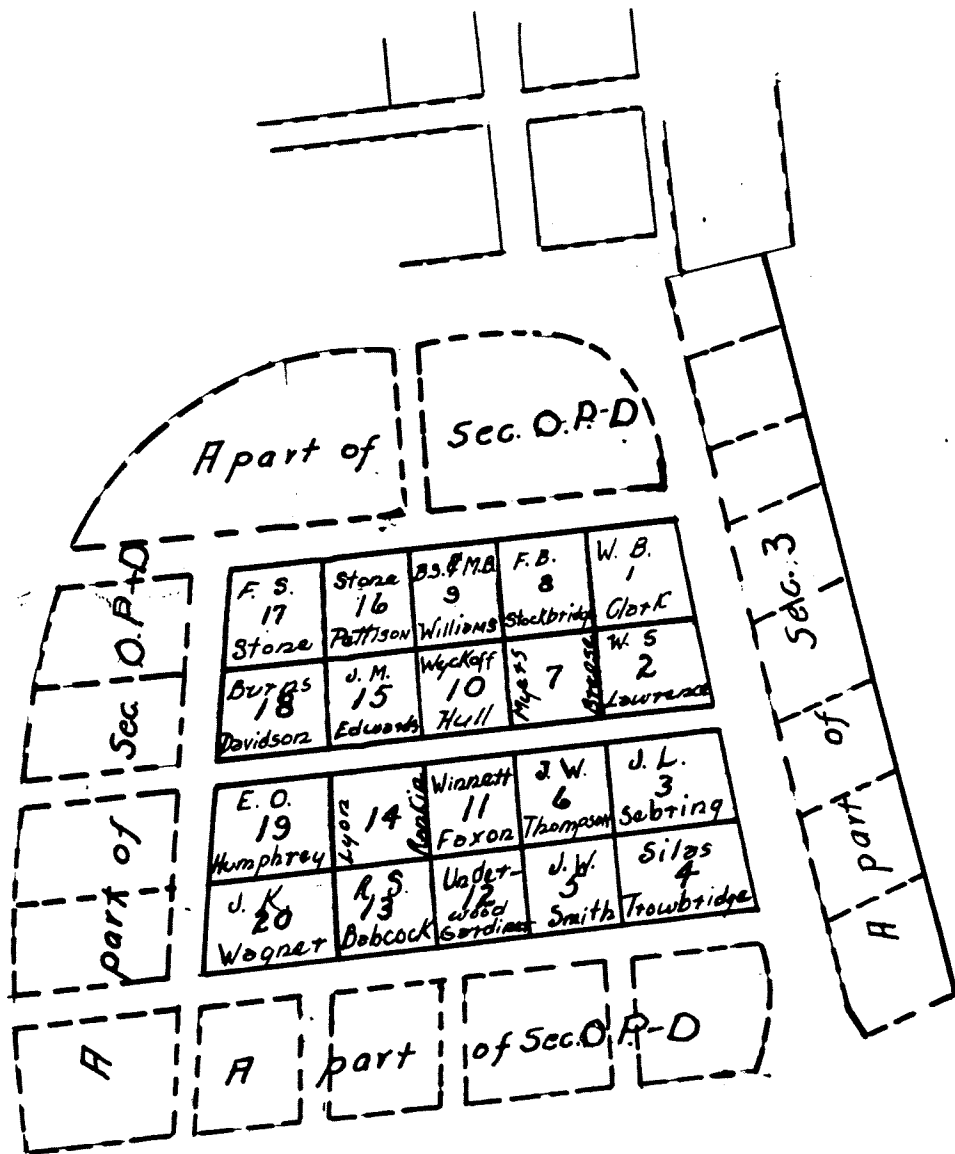 A part of
Sec. O.P.-D
Sec. O.P+D
part of
A
Sec. 3
of
part
A
F. S.
17
Stone
Stone
16
Pattison
B.S. & M.B.
9
Williams
F. B.
8
Stockbridge
W. B.
1
Clark
Burns
18
Davidson
J. M.
15
Edwards
Wyckoff
10
Hull
Myers
7
Brease
W. S
2
Lawrence
E. O.
19
Humphrey
Lyon
14
Rankin
Winnett
11
Foxon
J. W.
6
Thompson
J. L.
3
Sebring
J. K.
20
Wagner
R. S.
13
Babcock
Under-
12
wood
Gardiner
J. W.
5
Smith
Silas
4
Trowbridge
A part of Sec. O.P.-D